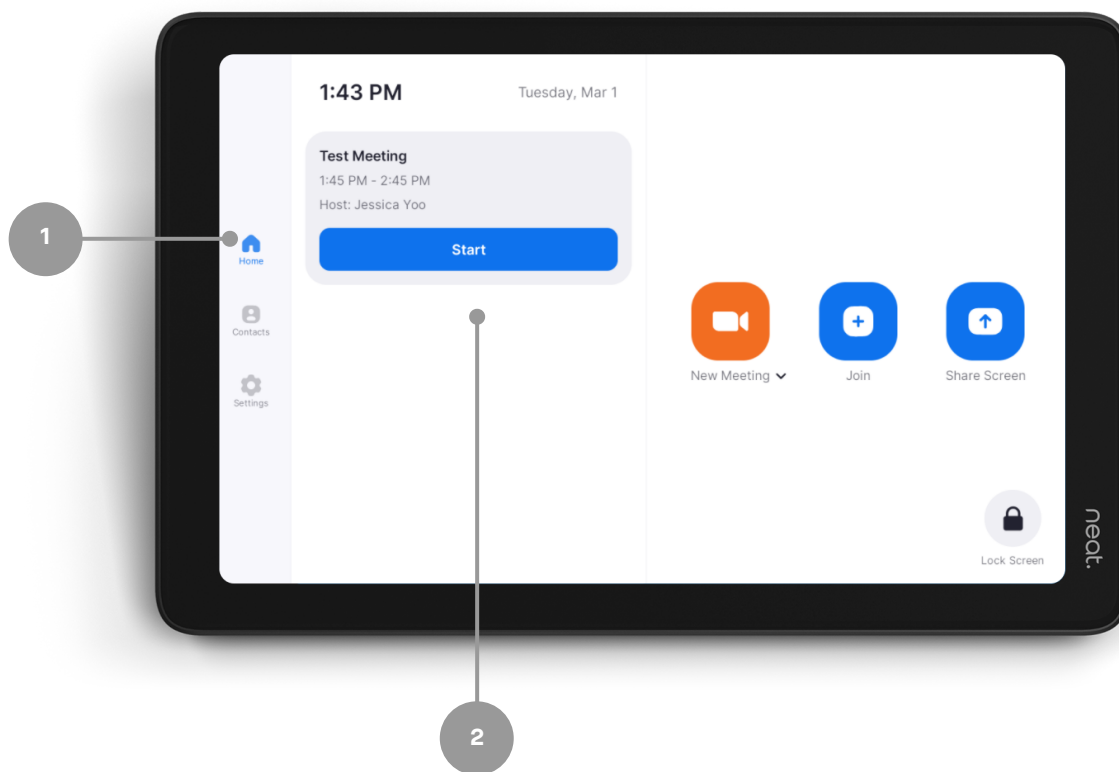 1:43 PM
Tuesday, Mar 1
Test Meeting
1:45 PM - 2:45 PM
Host: Jessica Yoo
Start
1
Home
Contacts
Settings
New Meeting
Join
Share Screen
Lock Screen
neat.
2